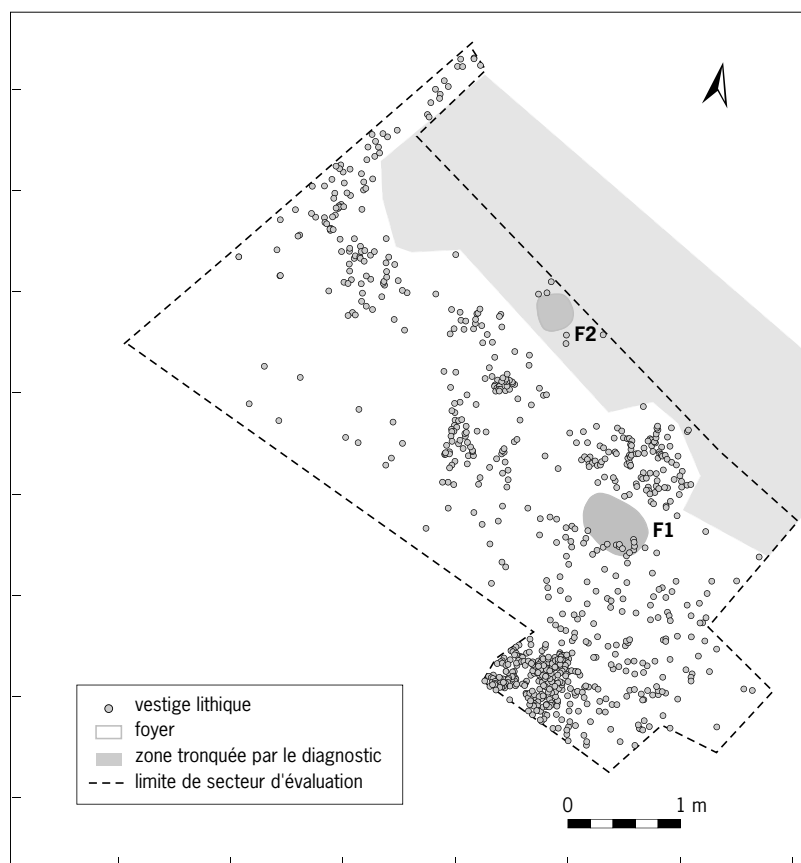 F2
F1
vestige lithique
foyer
zone tronquée par le diagnostic
limite de secteur d'évaluation
0 1 m